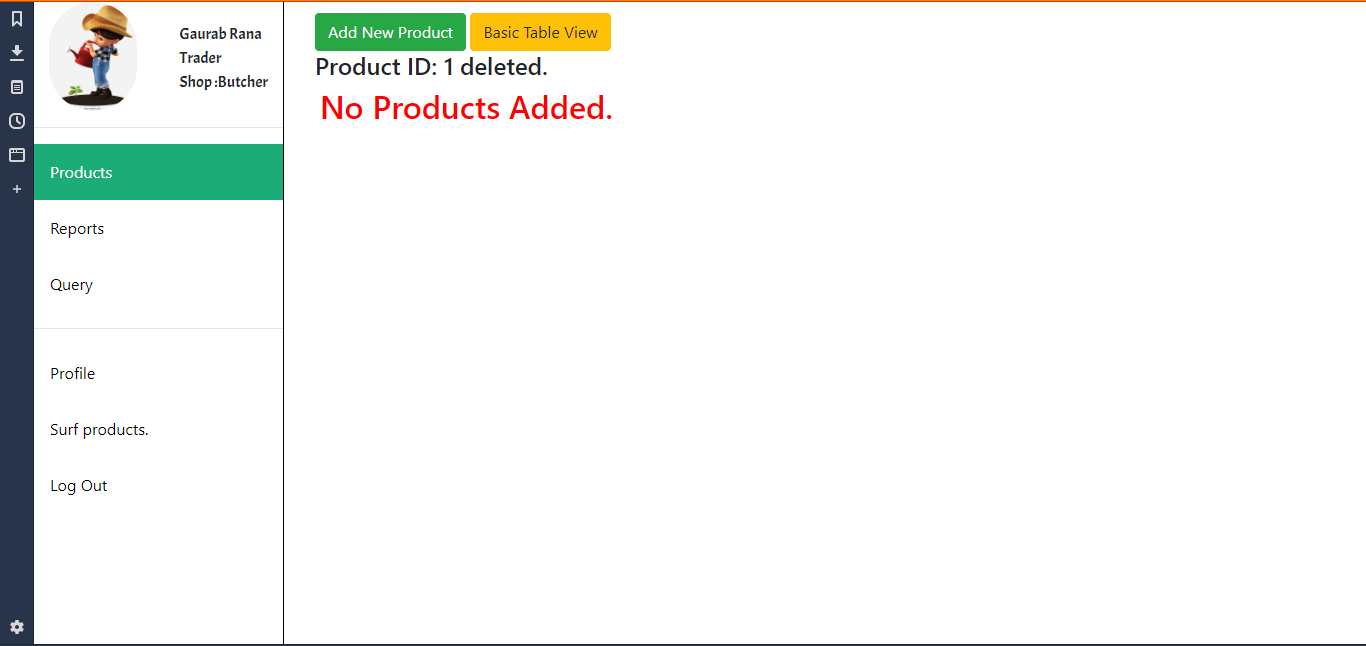 Gaurab Rana
Trader
Shop :Butcher
Products
Reports
Query
Profile
Surf products.
Log Out
Add New Product
Basic Table View
Product ID: 1 deleted.
No Products Added.